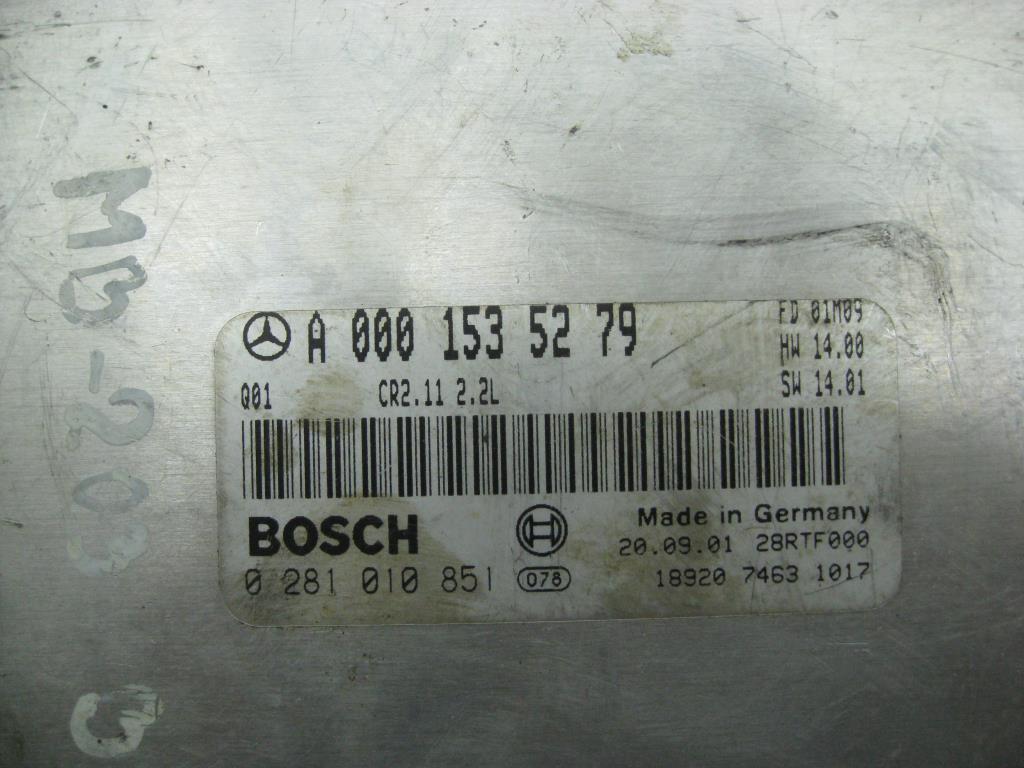 MB-203
C
A 000 153 52 79
FD 01M09
HW 14.00
Q01 CR2.11 2.2L
SW 14.01
BOSCH
Made in Germany
20.09.01 28RTF000
0 281 010 851
078
18920 7463 1017